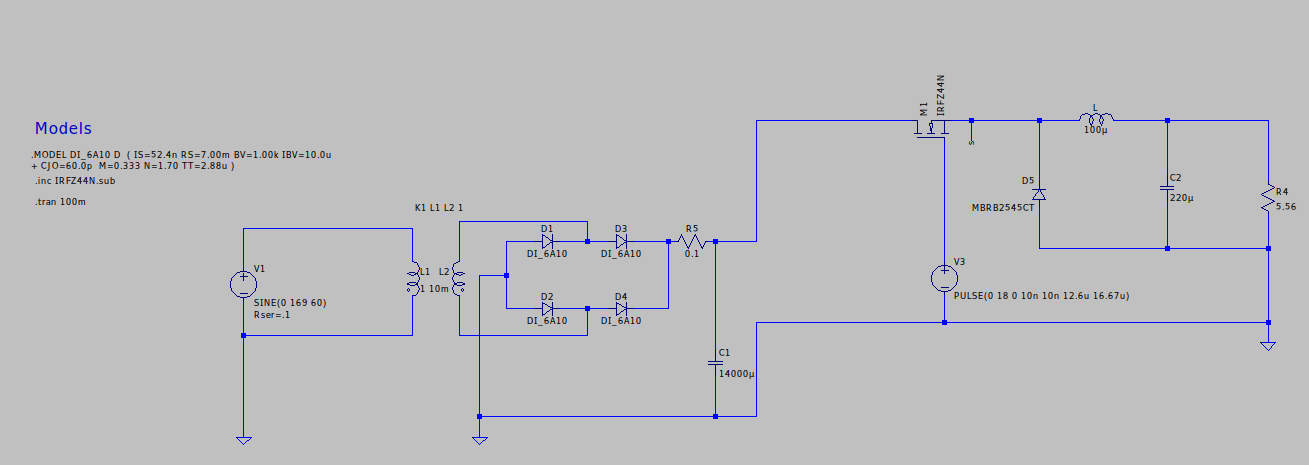 Models
.MODEL DI_6A10 D ( IS=52.4n RS=7.00m BV=1.00k IBV=10.0u
+ CJO=60.0p M=0.333 N=1.70 TT=2.88u )
.inc IRFZ44N.sub
.tran 100m
K1 L1 L2 1
V1
SINE(0 169 60)
Rser=.1
L1
1
L2
10m
D1
DI_6A10
D3
DI_6A10
D2
DI_6A10
D4
DI_6A10
R5
0.1
C1
14000µ
M1
IRFZ44N
s
V3
PULSE(0 18 0 10n 10n 12.6u 16.67u)
D5
MBRB2545CT
L
100µ
C2
220µ
R4
5.56